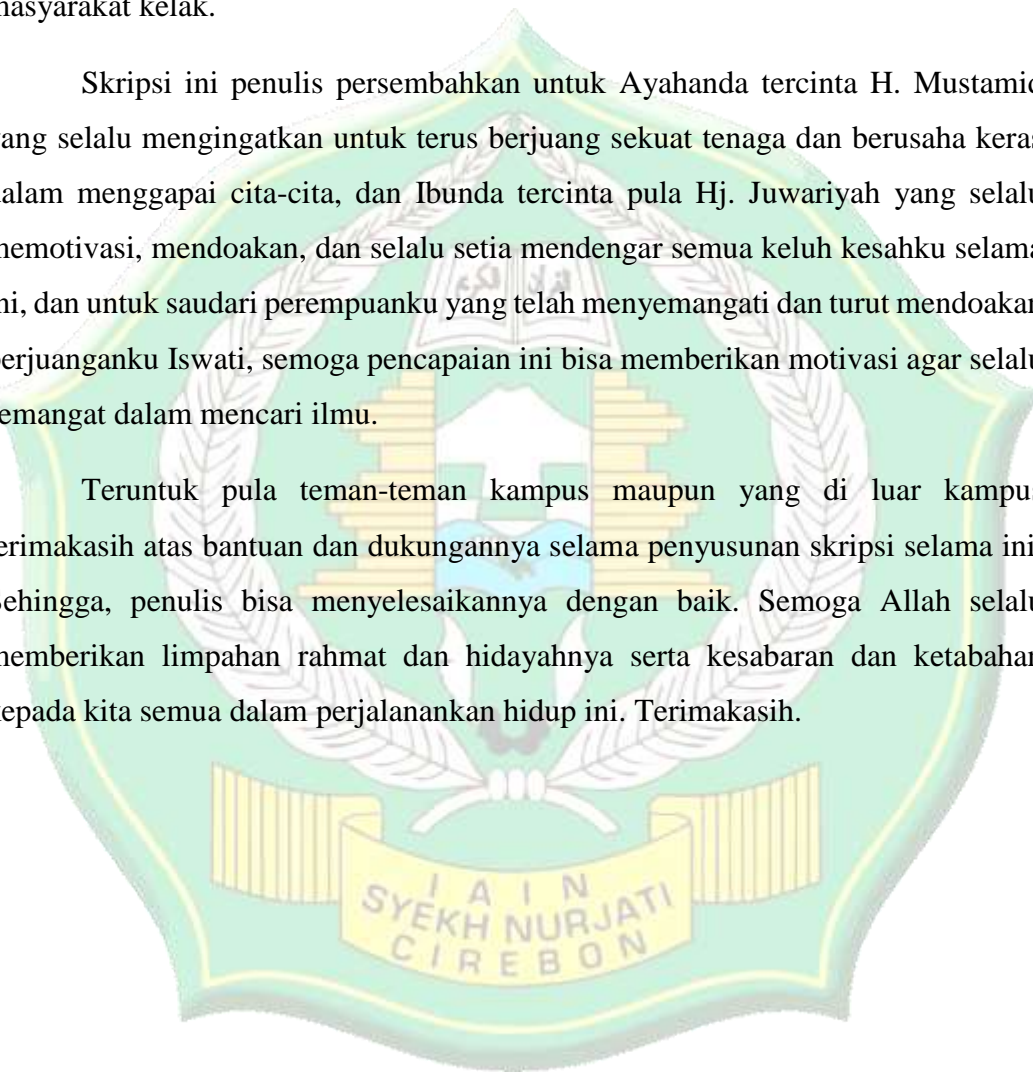 masyarakat kelak.
Skripsi ini penulis persembahkan untuk Ayahanda tercinta H. Mustamid
yang selalu mengingatkan untuk terus berjuang sekuat tenaga dan berusaha keras
dalam menggapai cita-cita, dan Ibunda tercinta pula Hj. Juwariyah yang selalu
memotivasi, mendoakan, dan selalu setia mendengar semua keluh kesahku selama
ini, dan untuk saudari perempuanku yang telah menyemangati dan turut mendoakan
perjuanganku Iswati, semoga pencapaian ini bisa memberikan motivasi agar selalu
semangat dalam mencari ilmu.
Teruntuk pula teman-teman kampus maupun yang di luar kampus
terimakasih atas bantuan dan dukungannya selama penyusunan skripsi selama ini.
Sehingga, penulis bisa menyelesaikannya dengan baik. Semoga Allah selalu
memberikan limpahan rahmat dan hidayahnya serta kesabaran dan ketabahan
kepada kita semua dalam perjalanankan hidup ini. Terimakasih.
IAIN
SYEKH NURJATI
CIREBON